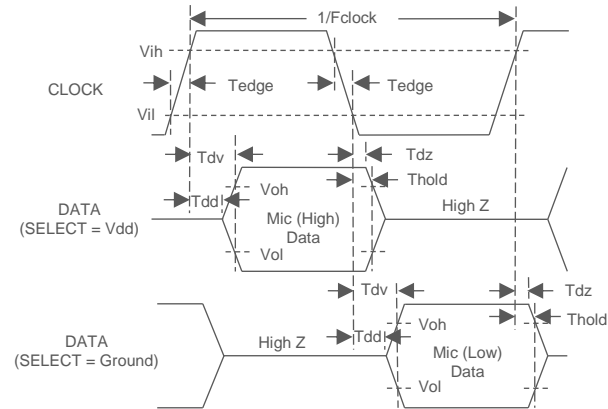 1/Fclock
Vih
CLOCK
Tedge
Tedge
Vil
Tdv
Tdz
Tdd
Voh
Thold
DATA
(SELECT = Vdd)
Mic (High)
Data
High Z
Vol
Tdv
Tdz
Thold
Voh
Tdd
DATA
(SELECT = Ground)
High Z
Mic (Low)
Data
Vol